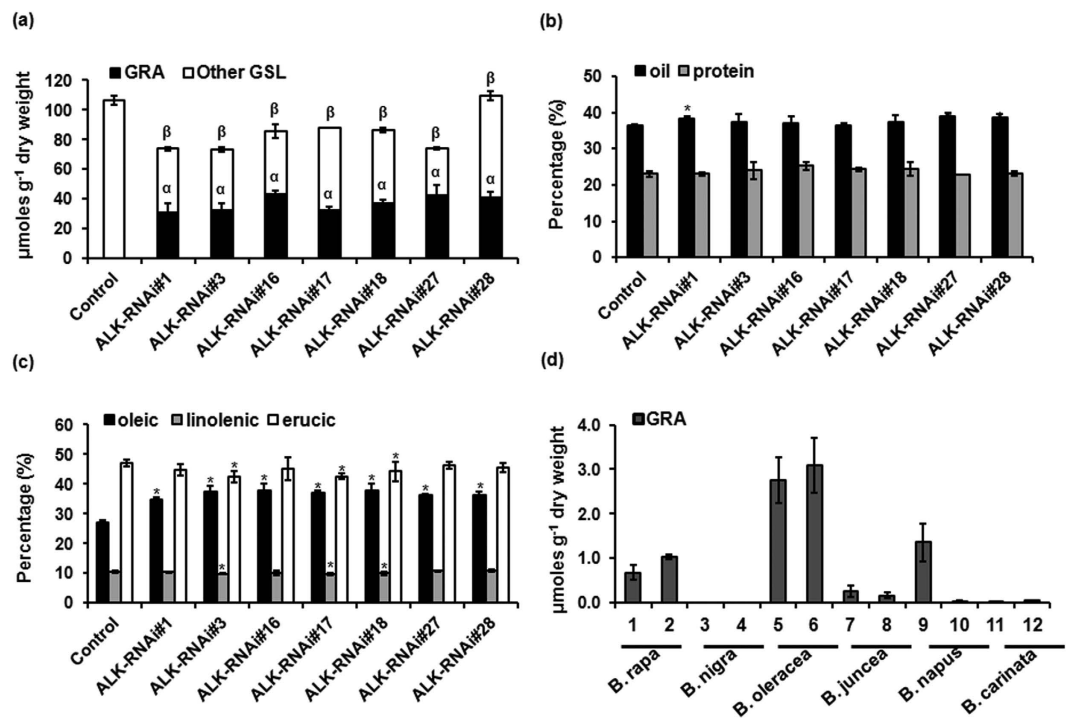 (a)
GRA Other GSL
μmoles g-1 dry weight
120
100
80
60
40
20
0
β β β β β β β
α α α α α α α
Control ALK-RNAi#1 ALK-RNAi#3 ALK-RNAi#16 ALK-RNAi#17 ALK-RNAi#18 ALK-RNAi#27 ALK-RNAi#28
(b)
oil protein
Percentage (%)
50
40
30
20
10
0
*
Control ALK-RNAi#1 ALK-RNAi#3 ALK-RNAi#16 ALK-RNAi#17 ALK-RNAi#18 ALK-RNAi#27 ALK-RNAi#28
(c)
oleic linolenic erucic
Percentage (%)
60
50
40
30
20
10
0
* * * * * * * * * * * * *
Control ALK-RNAi#1 ALK-RNAi#3 ALK-RNAi#16 ALK-RNAi#17 ALK-RNAi#18 ALK-RNAi#27 ALK-RNAi#28
(d)
GRA
μmoles g-1 dry weight
4.0
3.0
2.0
1.0
0.0
1 2 3 4 5 6 7 8 9 10 11 12
B. rapa B. nigra B. oleracea B. juncea B. napus B. carinata